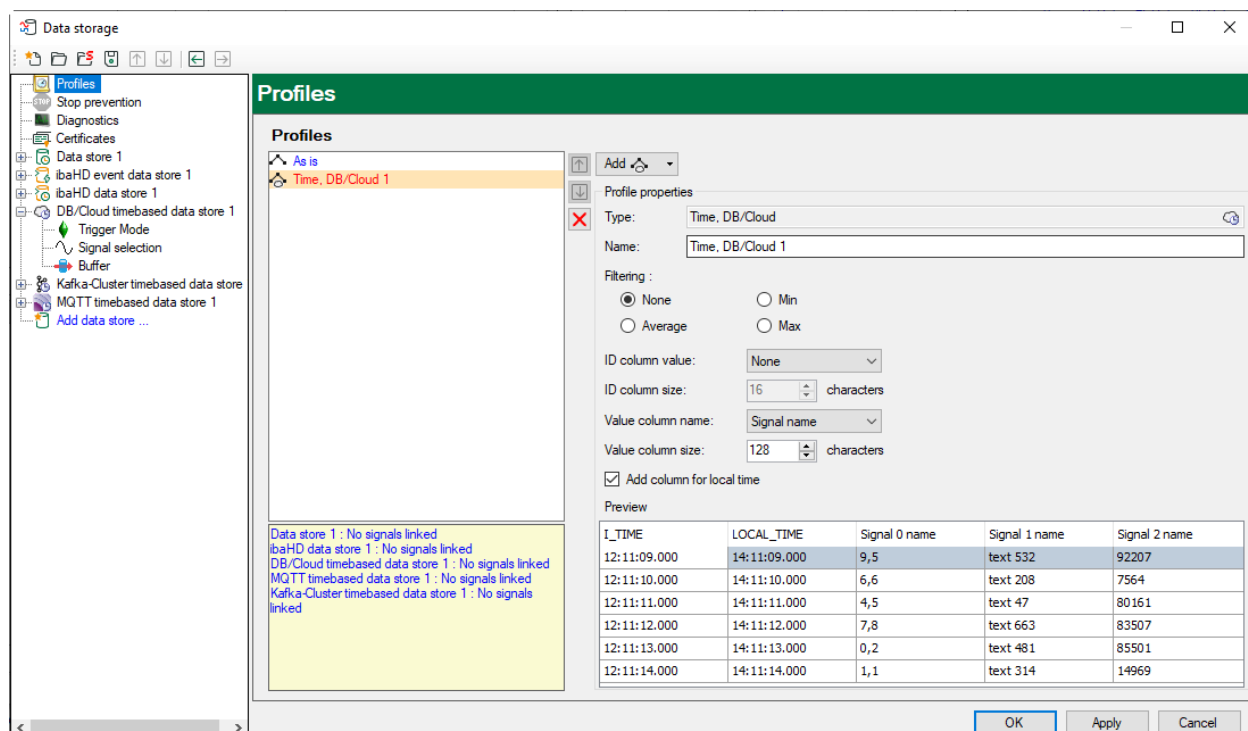 Data storage
Profiles
Stop prevention
Diagnostics
Certificates
Data store 1
ibaHD event data store 1
ibaHD data store 1
DB/Cloud timebased data store 1
Trigger Mode
Signal selection
Buffer
Kafka-Cluster timebased data store
MQTT timebased data store 1
Add data store ...
Profiles
Profiles
As is
Time, DB/Cloud 1
Data store 1 : No signals linked
ibaHD data store 1 : No signals linked
DB/Cloud timebased data store 1 : No signals linked
MQTT timebased data store 1 : No signals linked
Kafka-Cluster timebased data store 1 : No signals
linked
Add
Profile properties
Type: Time, DB/Cloud
Name: Time, DB/Cloud 1
Filtering :
None Min
Average Max
ID column value: None
ID column size: 16 characters
Value column name: Signal name
Value column size: 128 characters
Add column for local time
Preview
I_TIME LOCAL_TIME Signal 0 name Signal 1 name Signal 2 name
12:11:09.000 14:11:09.000 9,5 text 532 92207
12:11:10.000 14:11:10.000 6,6 text 208 7564
12:11:11.000 14:11:11.000 4,5 text 47 80161
12:11:12.000 14:11:12.000 7,8 text 663 83507
12:11:13.000 14:11:13.000 0,2 text 481 85501
12:11:14.000 14:11:14.000 1,1 text 314 14969
OK Apply Cancel